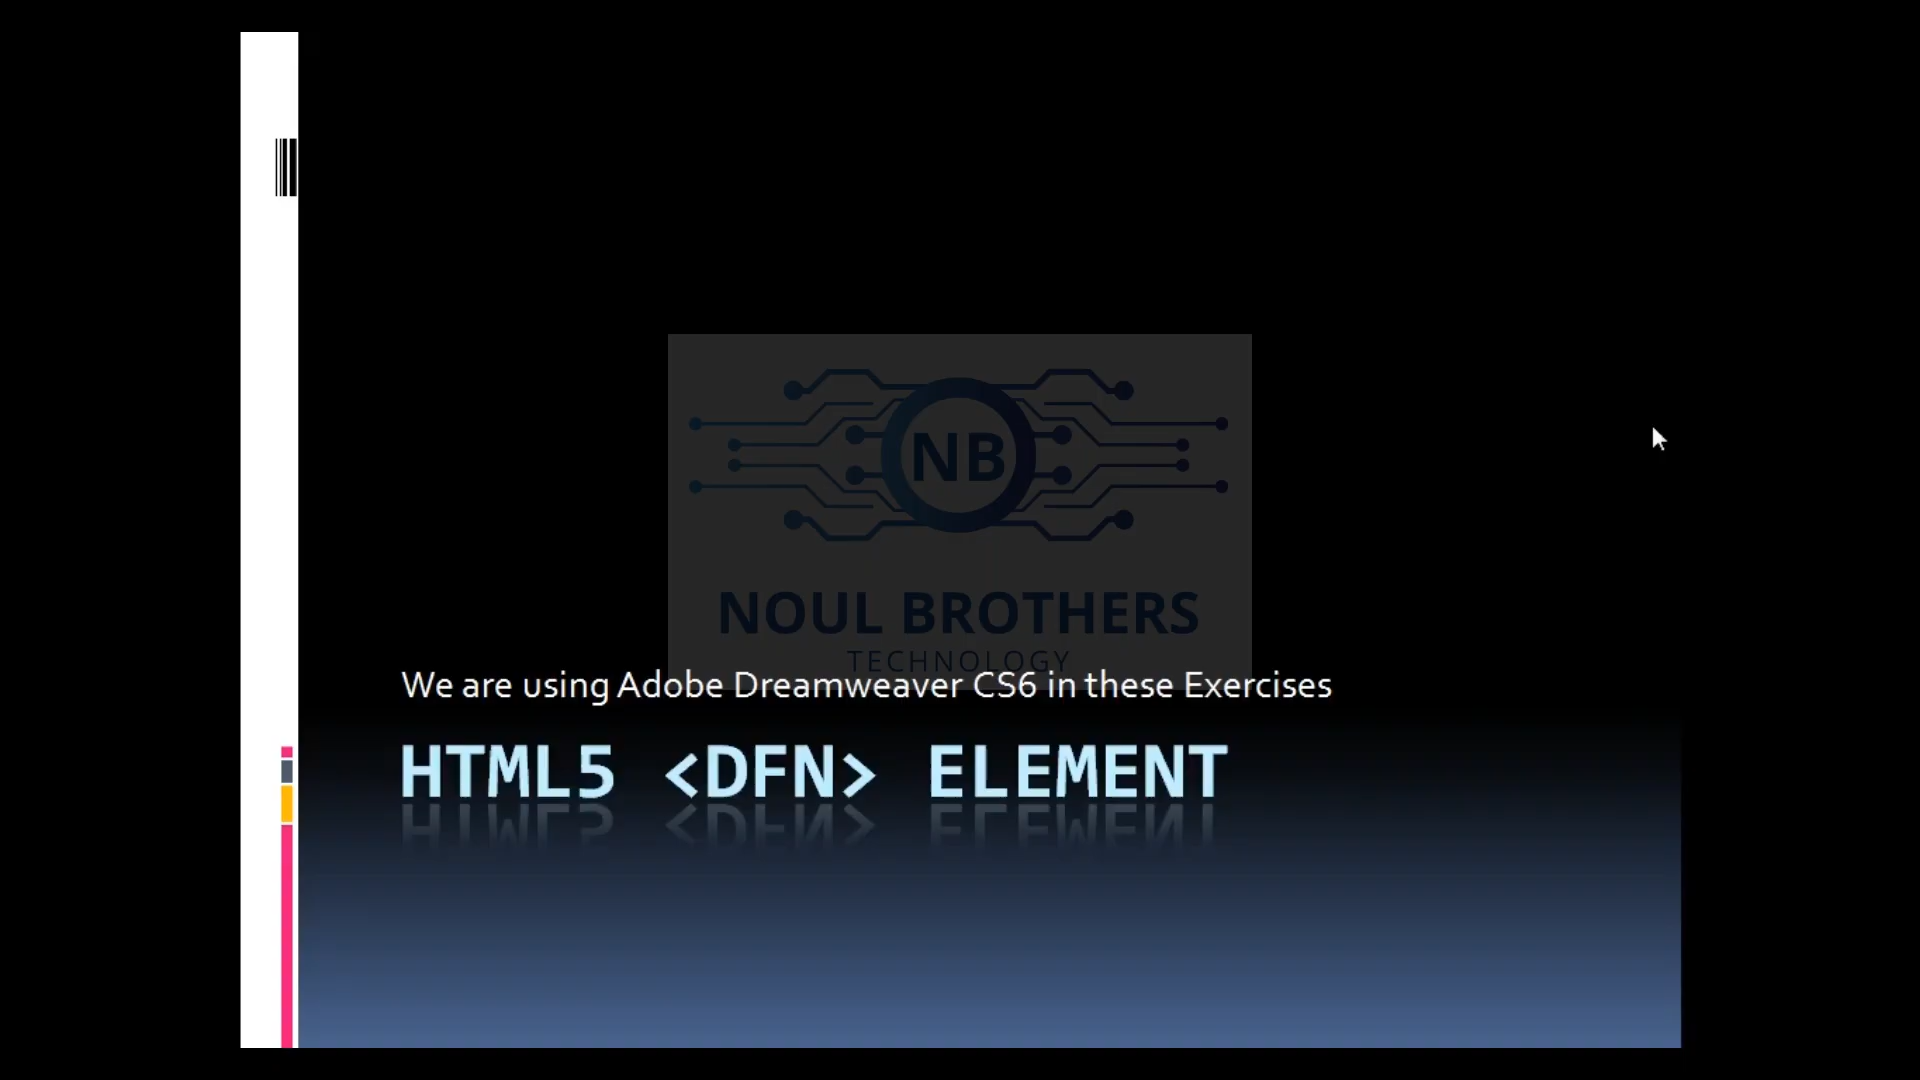 NB
NOUL BROTHERS
TECHNOLOGY
We are using Adobe Dreamweaver CS6 in these Exercises
HTML5 <DFN> ELEMENT